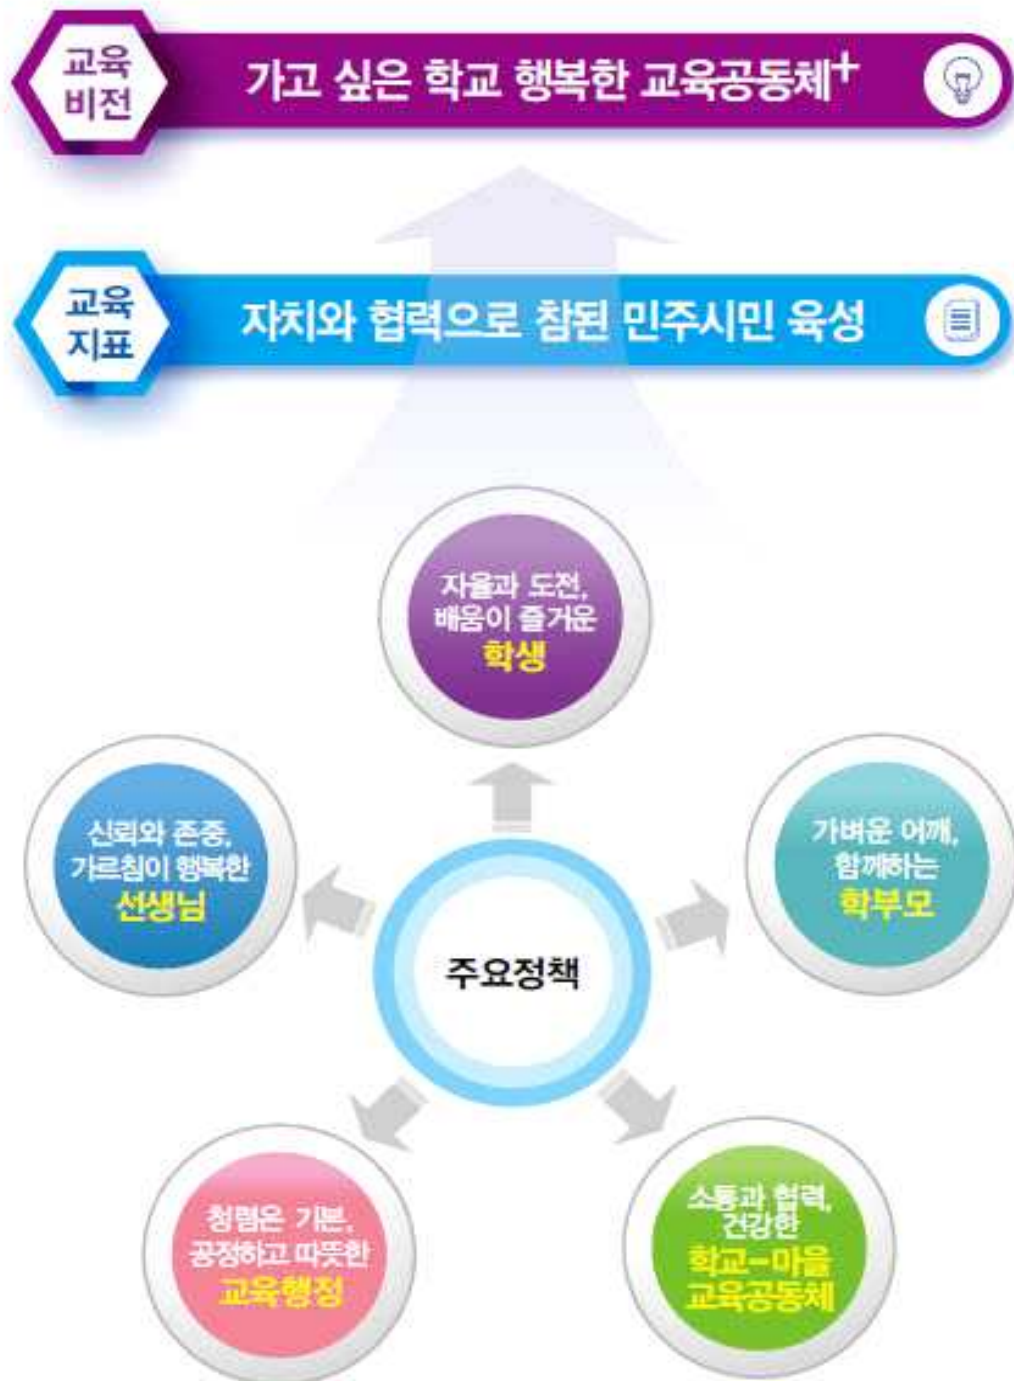 교육
비전
가고 싶은 학교 행복한 교육공동체+
교육
지표
자치와 협력으로 참된 민주시민 육성
자율과 도전,
배움이 즐거운
학생
신뢰와 존중,
가르침이 행복한
선생님
가벼운 어깨,
함께하는
학부모
주요정책
청렴은 기본,
공정하고 따뜻한
교육행정
소통과 협력,
건강한
학교-마을
교육공동체